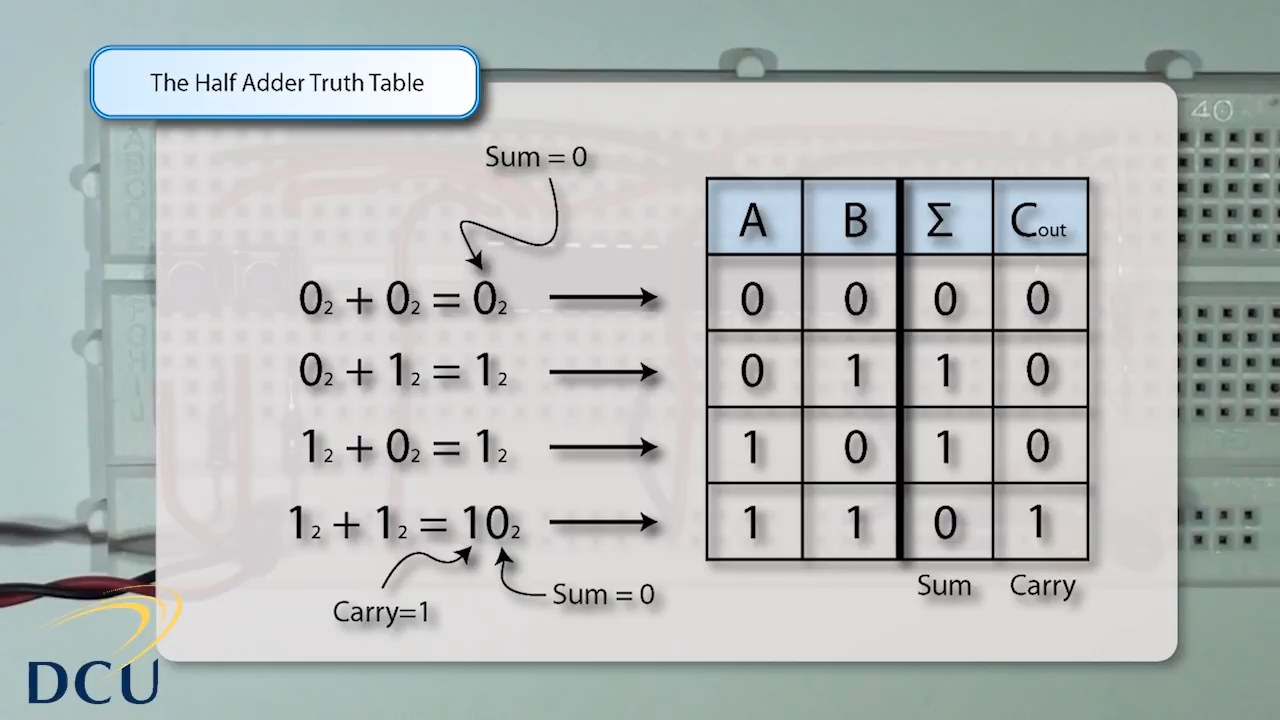 The Half Adder Truth Table
40
Sum = 0
0₂ + 0₂ = 0₂
0₂ + 1₂ = 1₂
1₂ + 0₂ = 1₂
1₂ + 1₂ = 10₂
Carry=1
Sum = 0
A B Σ Cout
0 0 0 0
0 1 1 0
1 0 1 0
1 1 0 1
Sum Carry
DCU